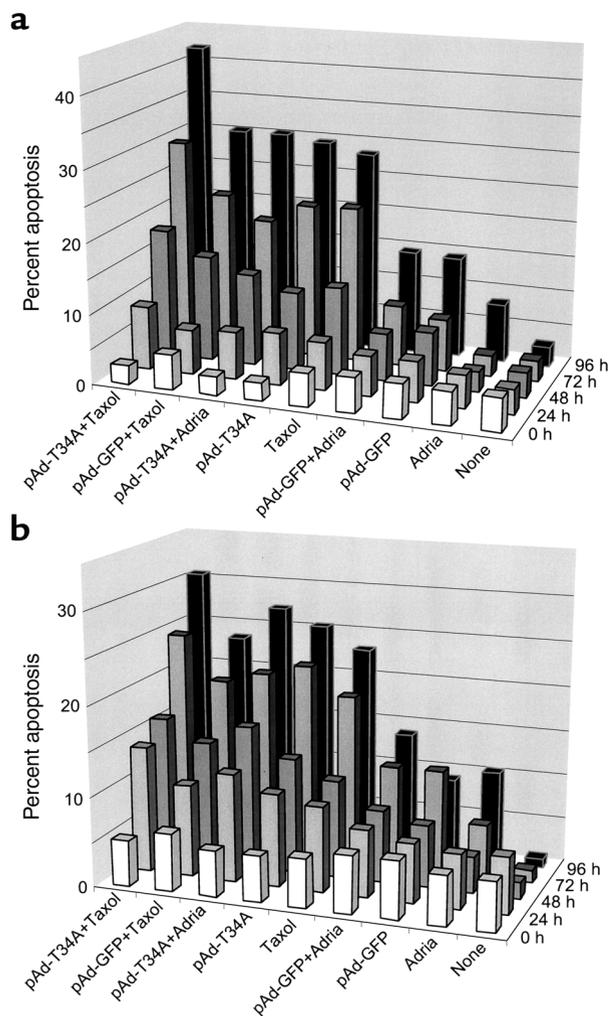 a
Percent apoptosis
40
30
20
10
0
96 h
72 h
48 h
24 h
0 h
pAd-T34A+Taxol
pAd-GFP+Taxol
pAd-T34A+Adria
pAd-T34A
Taxol
pAd-GFP+Adria
pAd-GFP
Adria
None
b
Percent apoptosis
30
20
10
0
96 h
72 h
48 h
24 h
0 h
pAd-T34A+Taxol
pAd-GFP+Taxol
pAd-T34A+Adria
pAd-T34A
Taxol
pAd-GFP+Adria
pAd-GFP
Adria
None